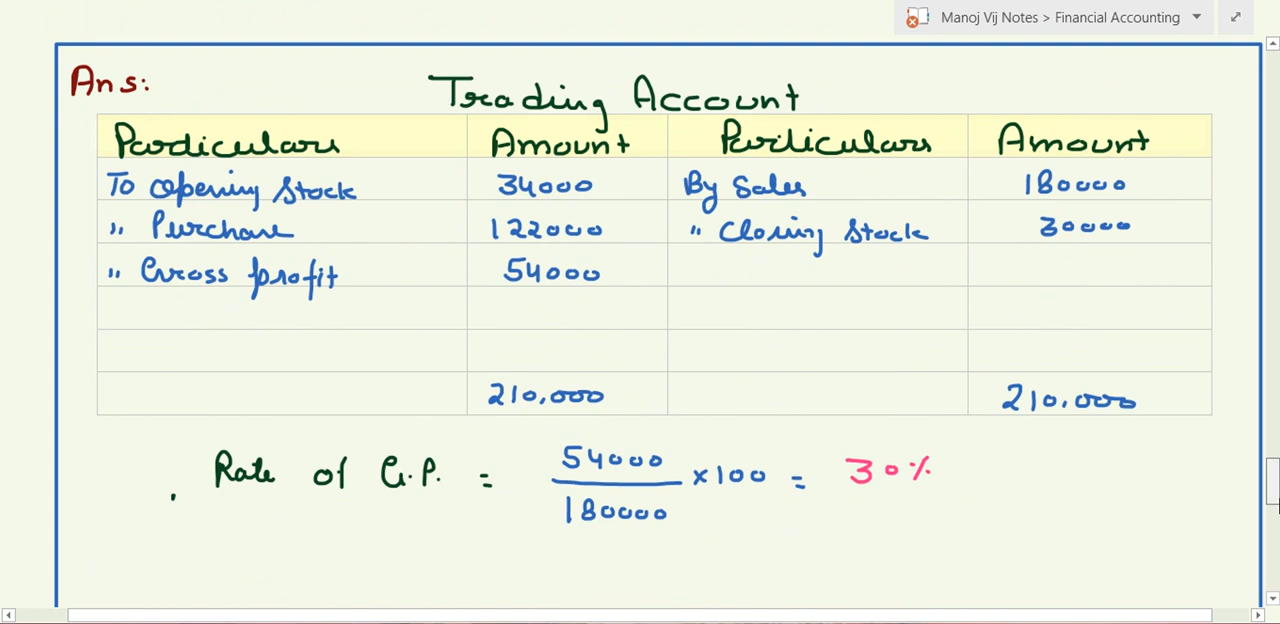 Manoj Vij Notes > Financial Accounting
Ans:
Trading Account
Particulars Amount Particulars Amount
To Opening Stock 34000 By Sales 180000
" Purchase 122000 " Closing Stock 30000
" Gross profit 54000
210,000 210,000
Rate of G.P. = 54000 / 180000 × 100 = 30%